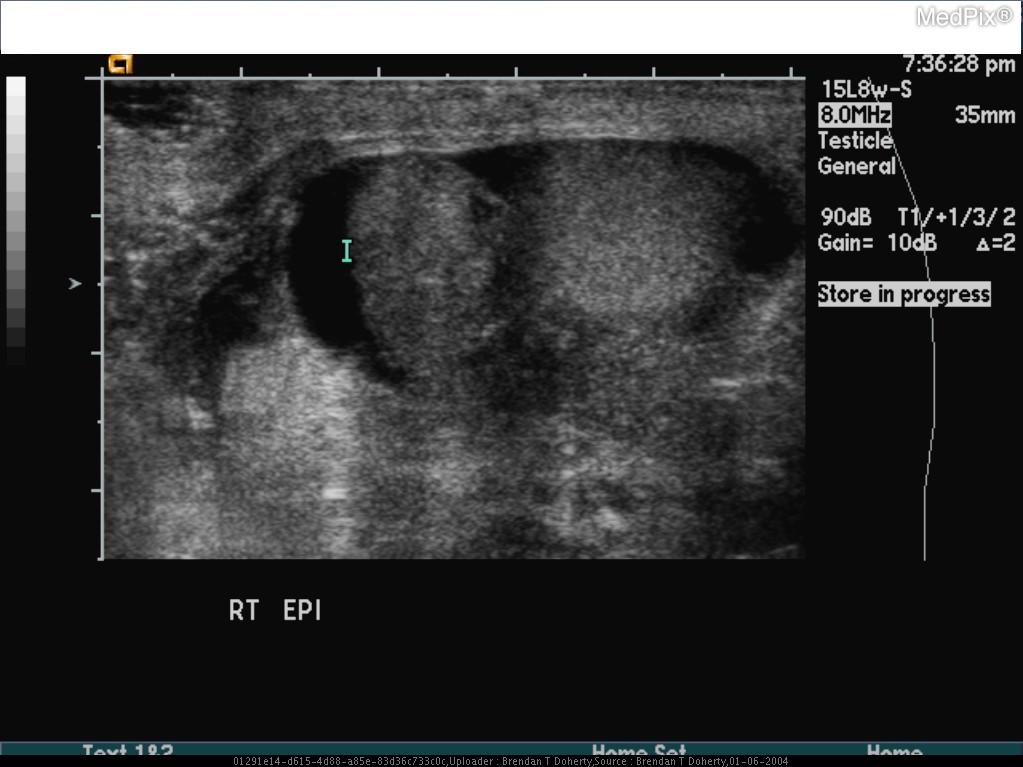 MedPix®
7:36:28 pm
15L8w-S
8.0MHz 35mm
Testicle
General
90dB T1/+1/3/2
Gain= 10dB ▵=2
Store in progress
RT EPI
Text 1&2 Home Set Home
01291e14-d615-4d88-a85e-83d36c733c0c,Uploader : Brendan T Doherty,Source : Brendan T Doherty,01-06-2004